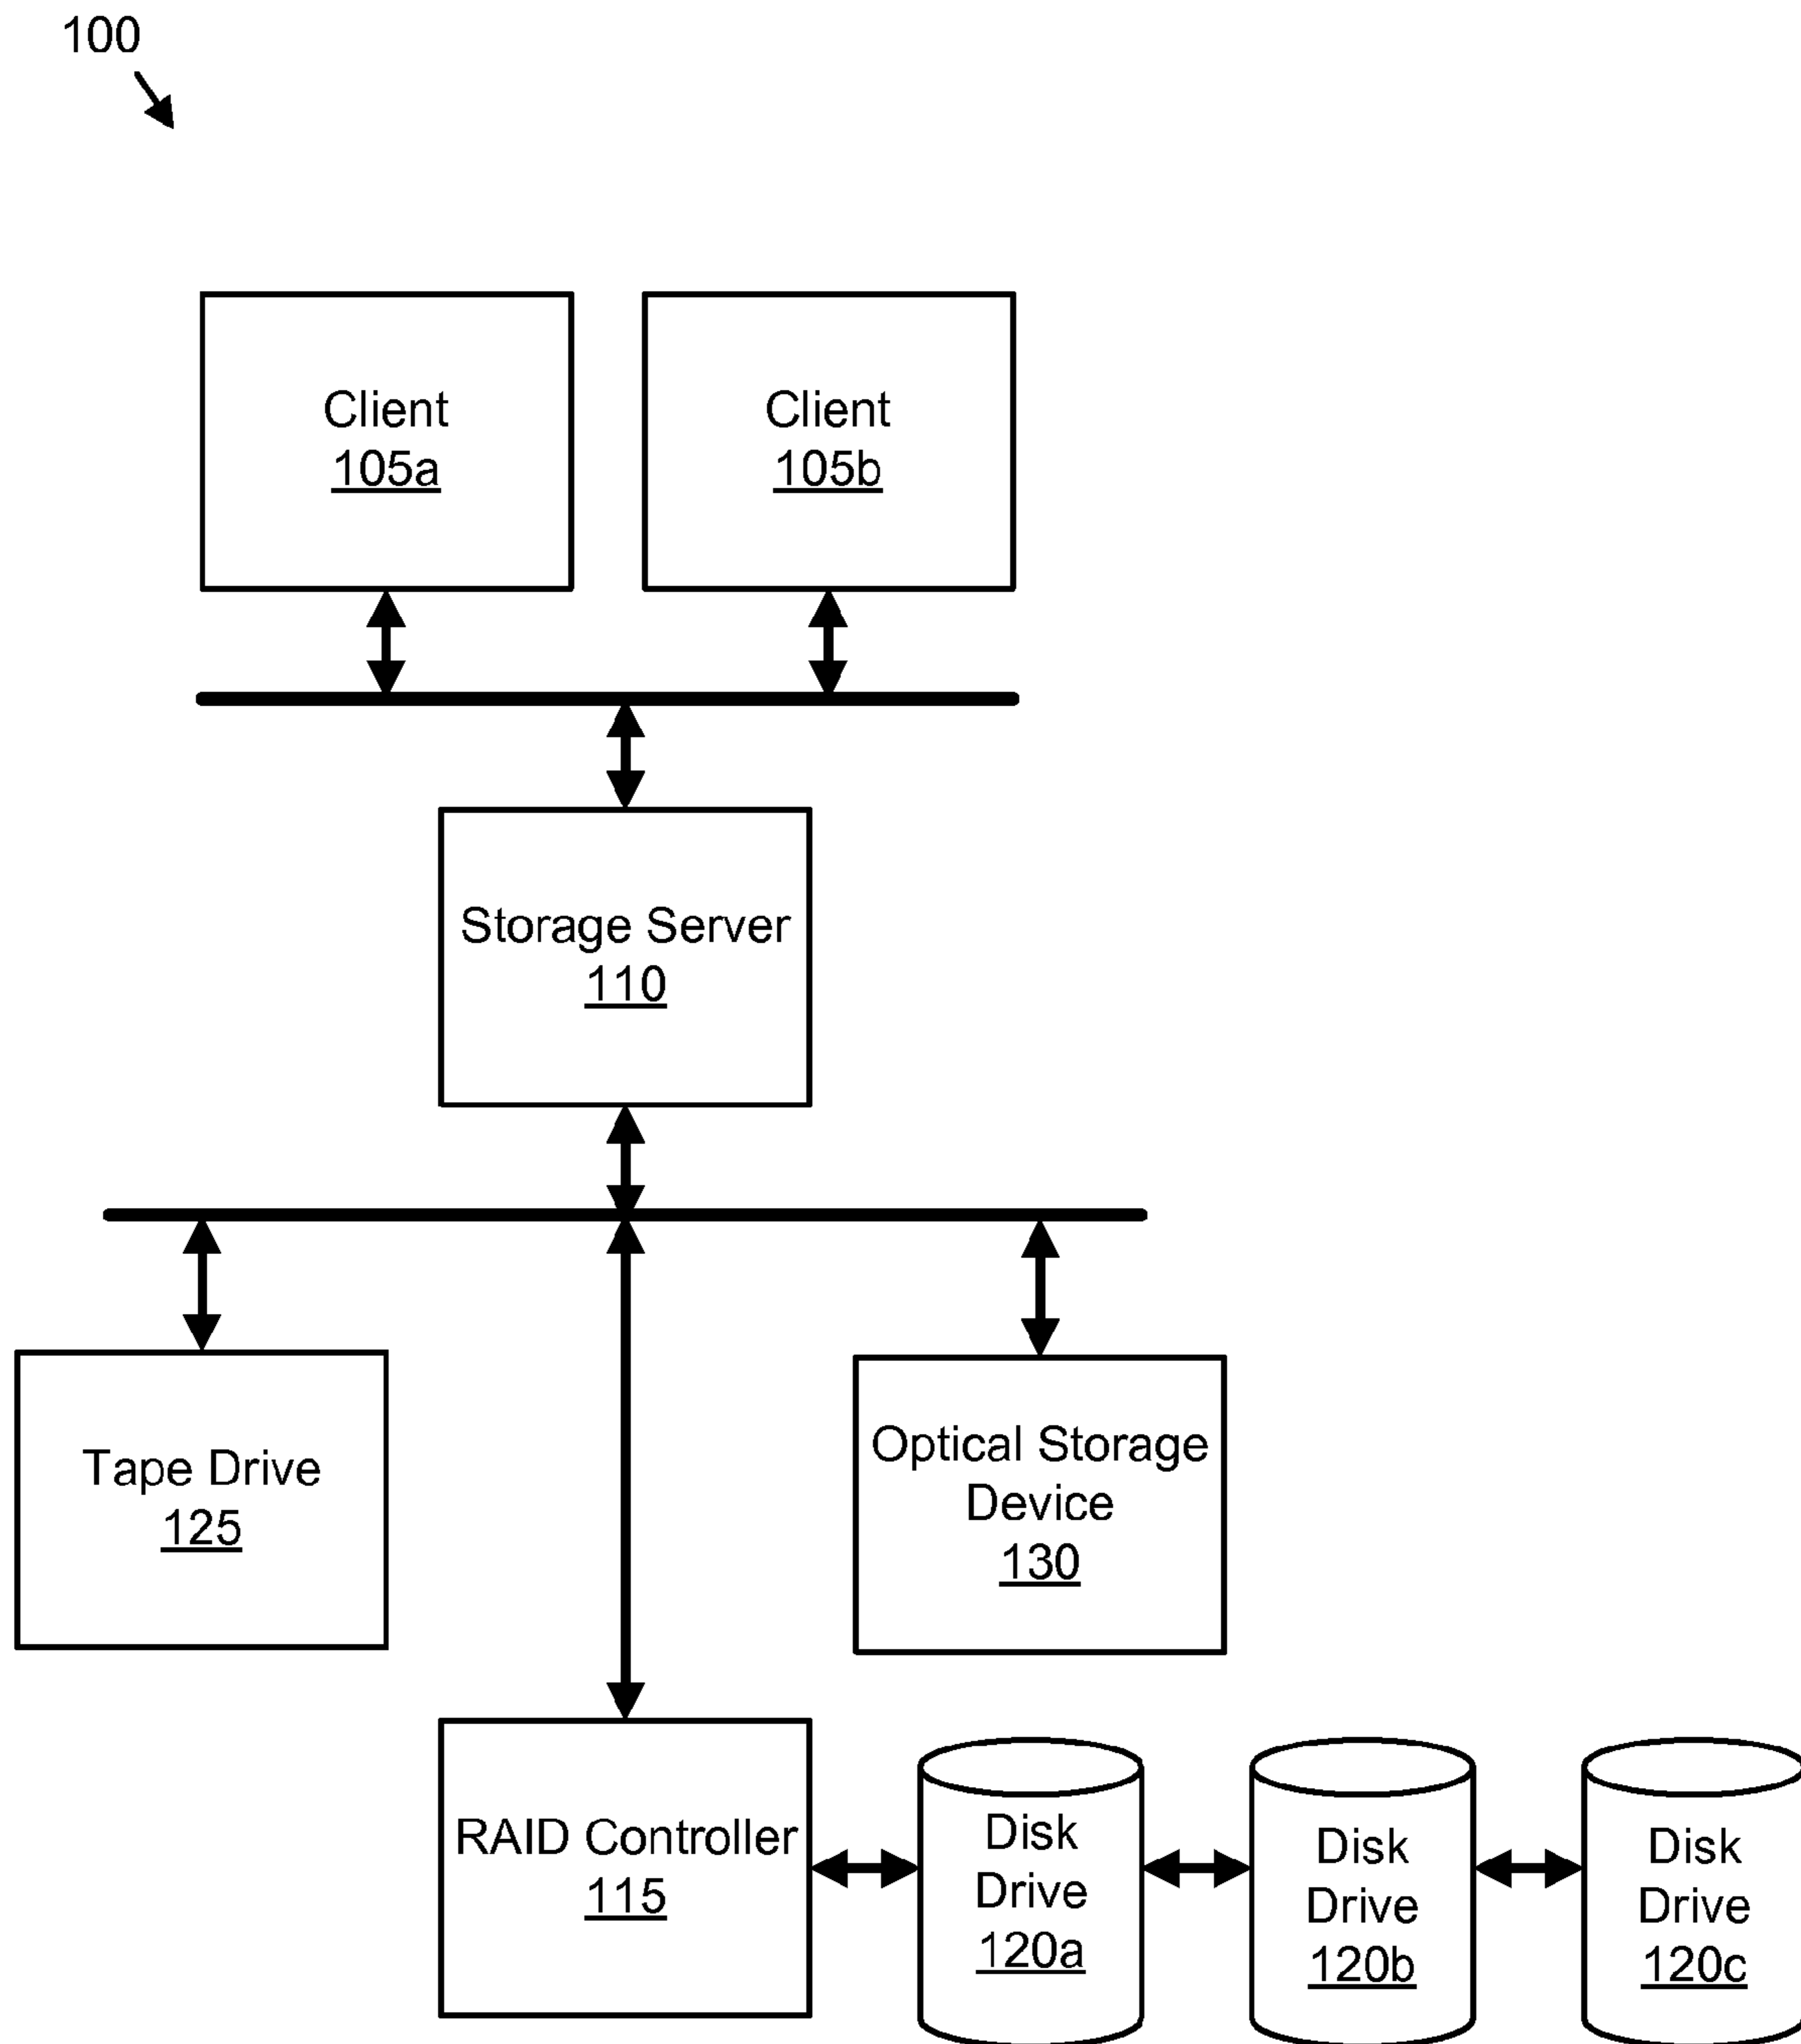 100
Client
105a
Client
105b
Storage Server
110
Tape Drive
125
Optical Storage
Device
130
RAID Controller
115
Disk
Drive
120a
Disk
Drive
120b
Disk
Drive
120c